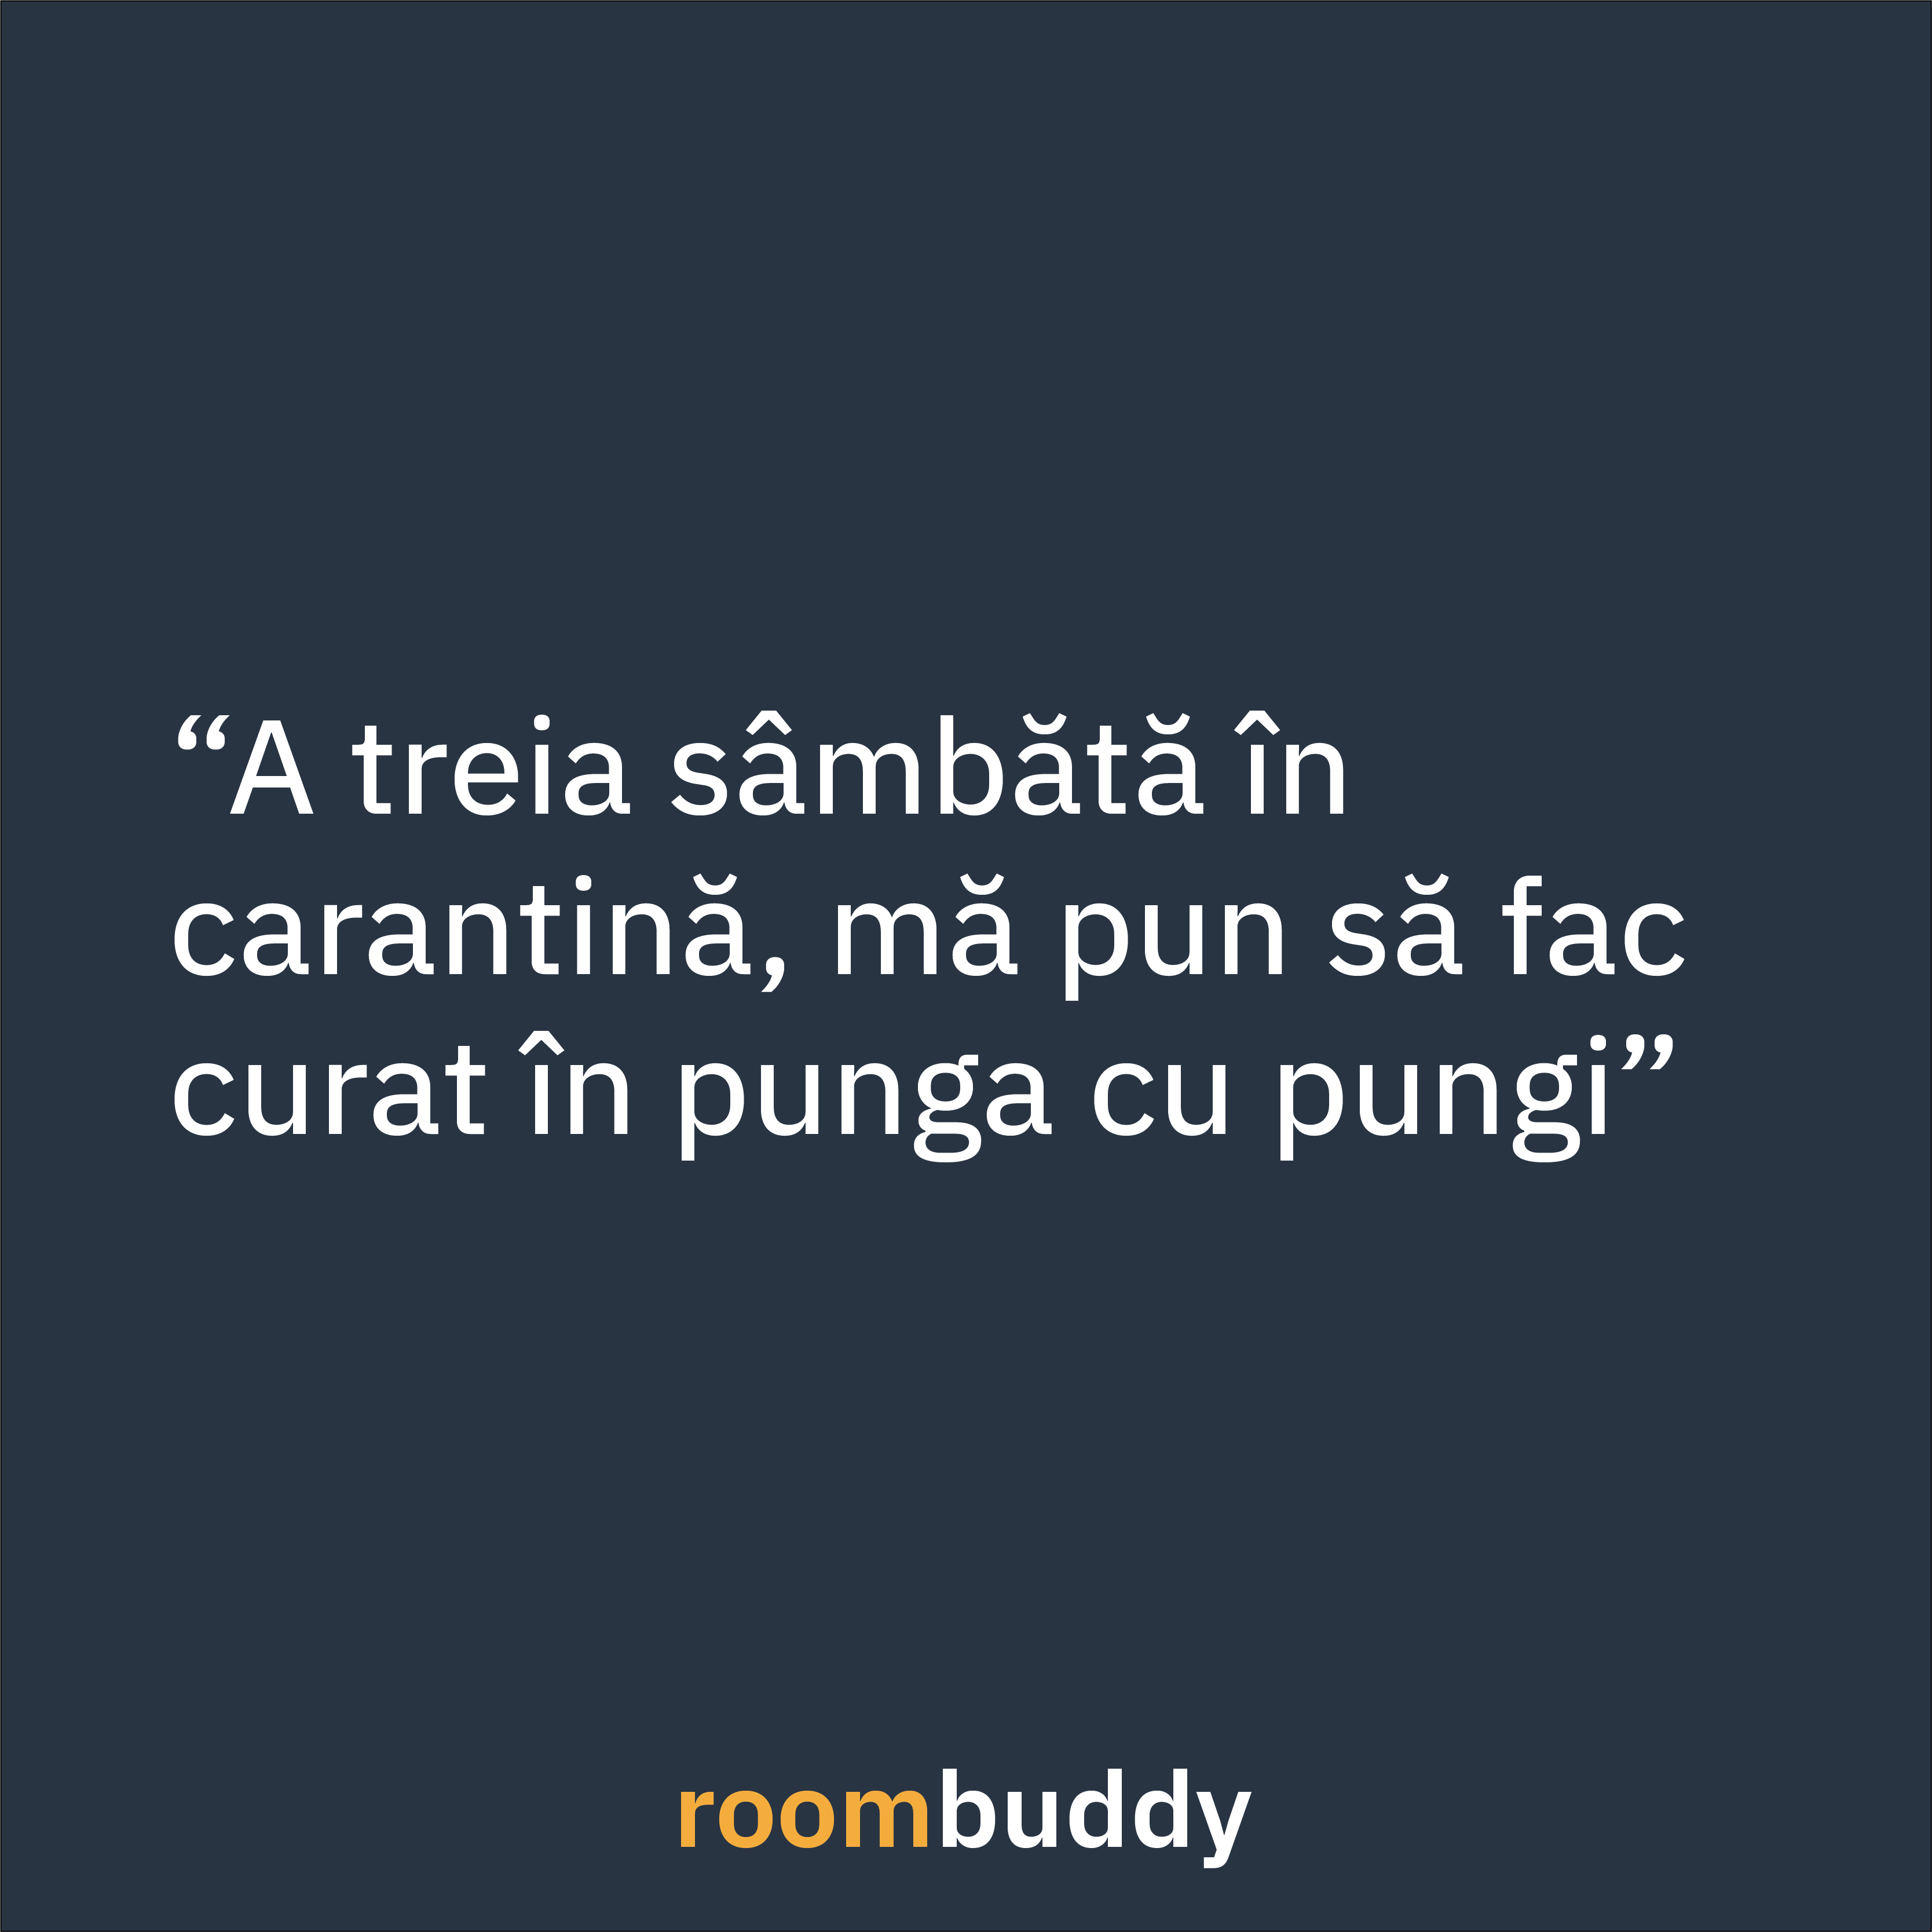 “A treia sâmbătă în
carantină, mă pun să fac
curat în punga cu pungi”
roombuddy